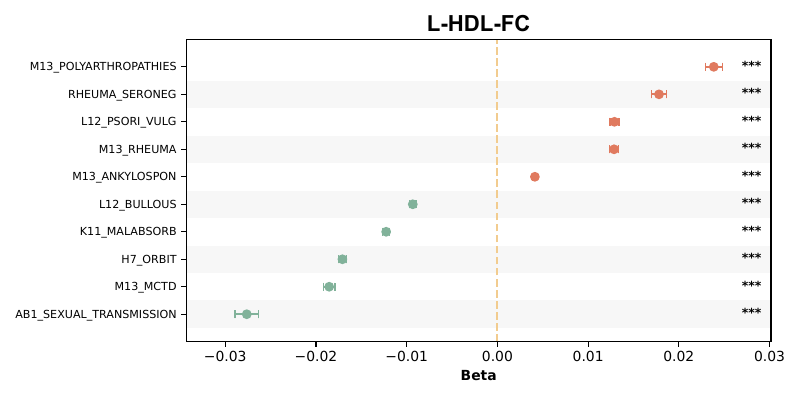 L-HDL-FC
M13_POLYARTHROPATHIES ***
RHEUMA_SERONEG ***
L12_PSORI_VULG ***
M13_RHEUMA ***
M13_ANKYLOSPON ***
L12_BULLOUS ***
K11_MALABSORB ***
H7_ORBIT ***
M13_MCTD ***
AB1_SEXUAL_TRANSMISSION ***
−0.03 −0.02 −0.01 0.00 0.01 0.02 0.03
Beta